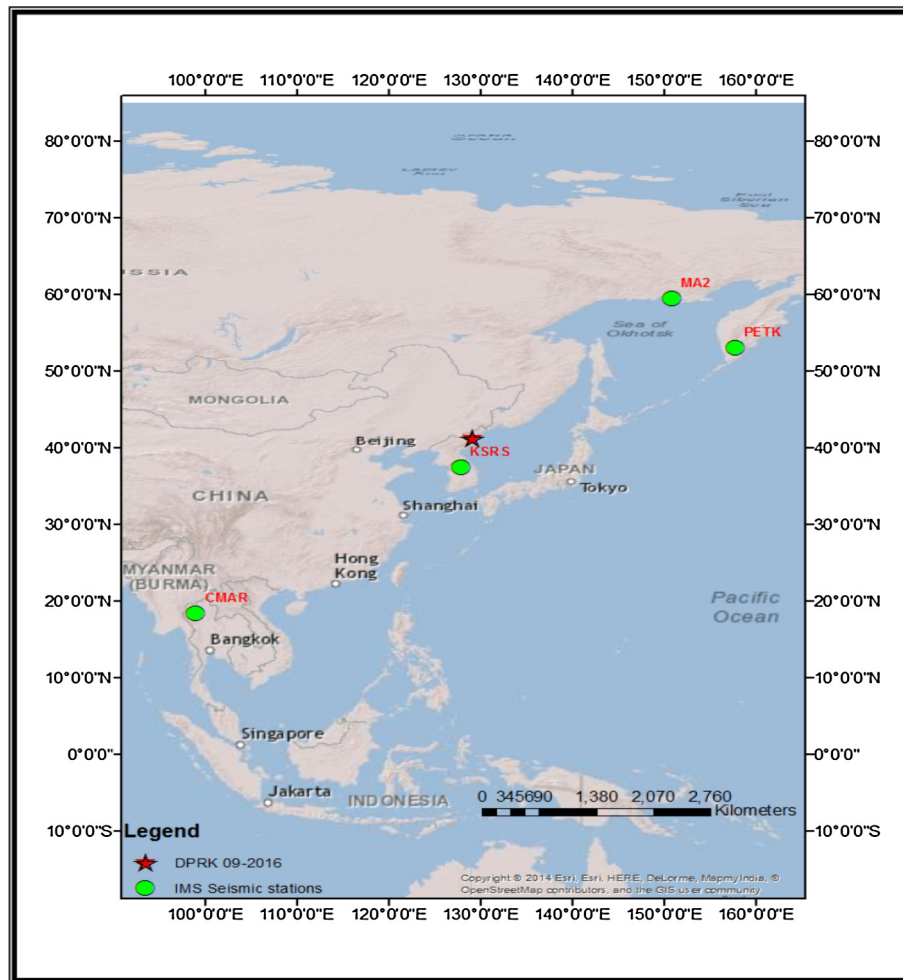 100°0'0"E 110°0'0"E 120°0'0"E 130°0'0"E 140°0'0"E 150°0'0"E 160°0'0"E
80°0'0"N 80°0'0"N
70°0'0"N 70°0'0"N
USSIA
60°0'0"N MA2 60°0'0"N
Sea of
Okhotsk
PETK
50°0'0"N 50°0'0"N
MONGOLIA
40°0'0"N Beijing KSRS 40°0'0"N
JAPAN
CHINA Tokyo
Shanghai
30°0'0"N 30°0'0"N
Hong
Kong
MYANMAR
(BURMA)
CMAR
20°0'0"N Pacific 20°0'0"N
Ocean
Bangkok
10°0'0"N 10°0'0"N
Singapore
0°0'0" 0°0'0"
Jakarta
INDONESIA
0 345690 1,380 2,070 2,760
Kilometers
10°0'0"S 10°0'0"S
Legend
DPRK 09-2016
IMS Seismic stations
Copyright © 2014 Esri, Esri, HERE, DeLorme, MapmyIndia, ©
OpenStreetMap contributors, and the GIS user community
100°0'0"E 110°0'0"E 120°0'0"E 130°0'0"E 140°0'0"E 150°0'0"E 160°0'0"E